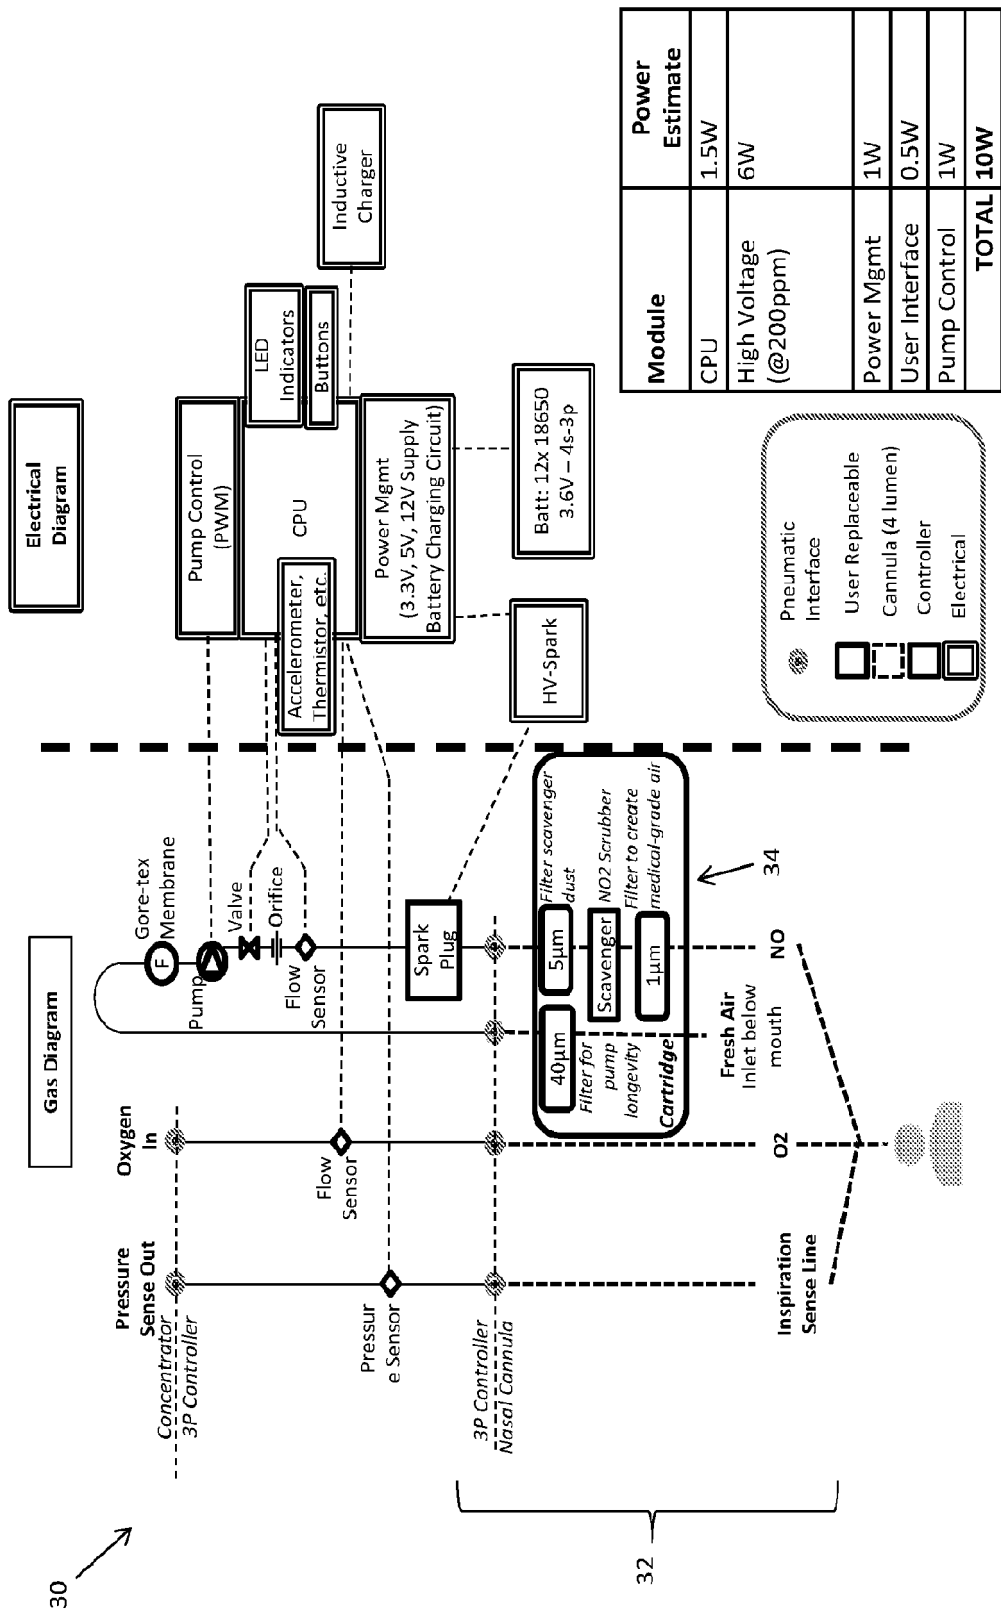 30
Gas Diagram
Electrical
Diagram
Concentrator
3P Controller
Pressure
Sense Out
Oxygen
In
Gore-tex
Membrane
F
Pump
Valve
Orifice
Flow
Sensor
Flow
Sensor
Pressur
e Sensor
Spark
Plug
3P Controller
Nasal Cannula
40µm
Filter for
pump
longevity
Cartridge
5µm
Filter scavenger
dust
Scavenger
NO2 Scrubber
1µm
Filter to create
medical-grade air
34
32
Inspiration
Sense Line
O2
Fresh Air
Inlet below
mouth
NO
Pump Control
(PWM)
CPU
LED
Indicators
Buttons
Accelerometer,
Thermistor, etc.
Power Mgmt
(3.3V, 5V, 12V Supply
Battery Charging Circuit)
Inductive
Charger
HV-Spark
Batt: 12x 18650
3.6V – 4s-3p
Pneumatic
Interface
User Replaceable
Cannula (4 lumen)
Controller
Electrical
Module Power
Estimate
CPU 1.5W
High Voltage 6W
(@200ppm)
Power Mgmt 1W
User Interface 0.5W
Pump Control 1W
TOTAL 10W